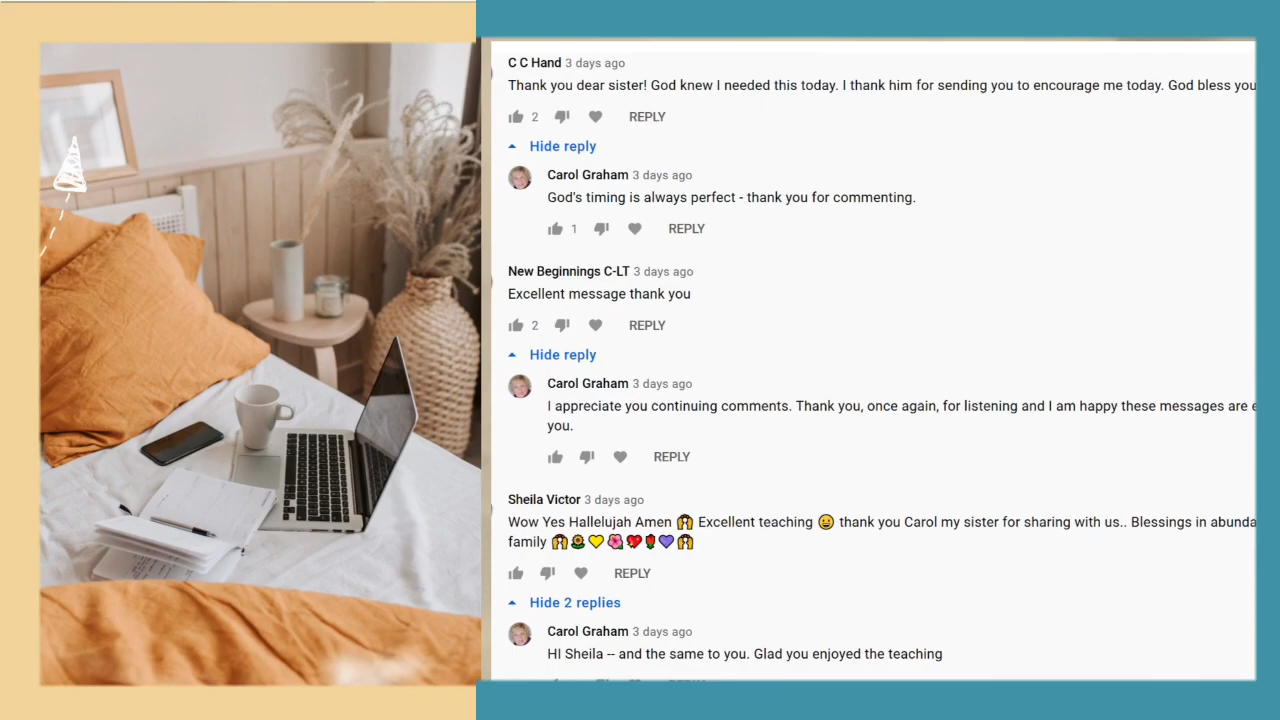 C C Hand 3 days ago
Thank you dear sister! God knew I needed this today. I thank him for sending you to encourage me today. God bless you
2 REPLY
Hide reply
Carol Graham 3 days ago
God's timing is always perfect - thank you for commenting.
1 REPLY
New Beginnings C-LT 3 days ago
Excellent message thank you
2 REPLY
Hide reply
Carol Graham 3 days ago
I appreciate you continuing comments. Thank you, once again, for listening and I am happy these messages are
you.
REPLY
Sheila Victor 3 days ago
Wow Yes Hallelujah Amen 🙌 Excellent teaching 😀 thank you Carol my sister for sharing with us.. Blessings in
family 🙌🌻💛🌺💖🌹💜🙌
REPLY
Hide 2 replies
Carol Graham 3 days ago
HI Sheila -- and the same to you. Glad you enjoyed the teaching